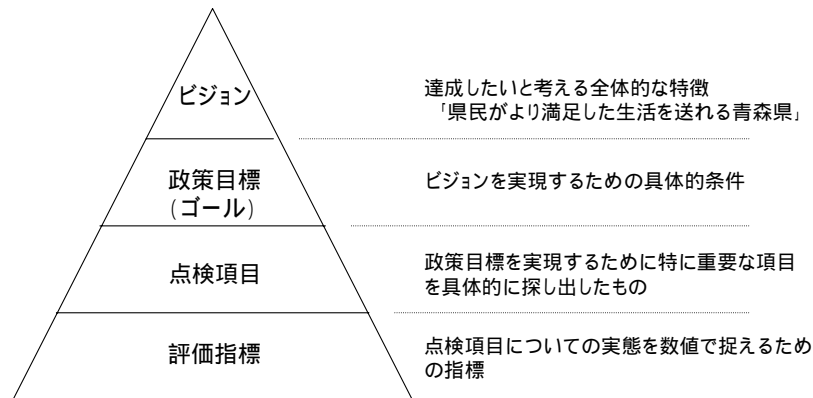 ビジョン
達成したいと考える全体的な特徴
「県民がより満足した生活を送れる青森県」
政策目標
(ゴール)
ビジョンを実現するための具体的条件
点検項目
政策目標を実現するために特に重要な項目
を具体的に探し出したもの
評価指標
点検項目についての実態を数値で捉えるため
の指標